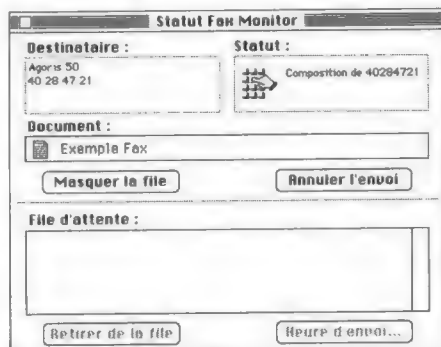 Statut Fax Monitor
Destinataire :
Statut :
Agoris 50
40 28 47 21
Composition de 40284721
Document :
Exemple Fax
Masquer la file
Annuler l'envoi
File d'attente :
Retirer de la file
Heure d'envoi...